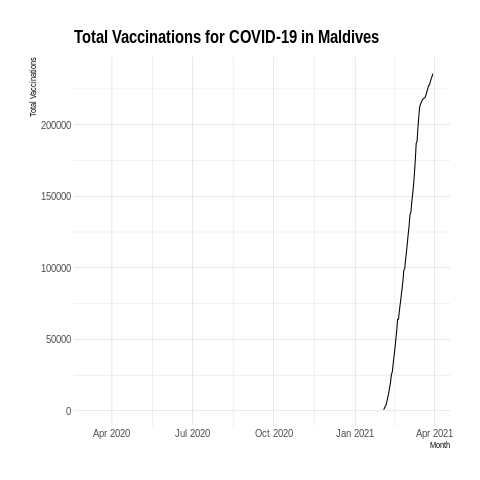 Total Vaccinations for COVID-19 in Maldives
Total Vaccinations
200000
150000
100000
50000
0
Apr 2020 Jul 2020 Oct 2020 Jan 2021 Apr 2021
Month